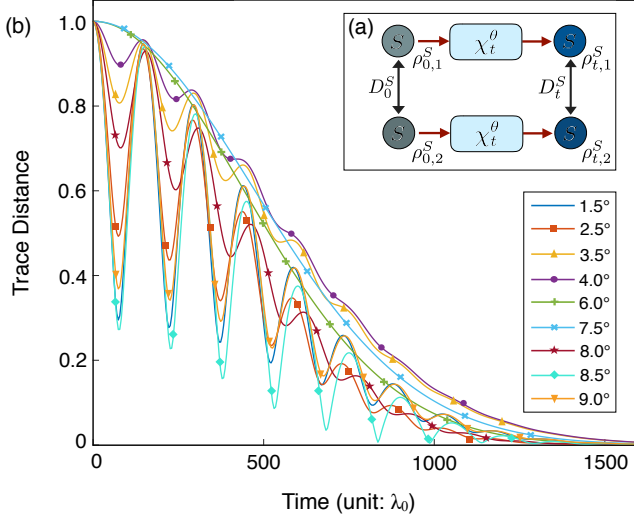 (b)
(a)
S
χₜᶿ
S
ρ₀,₁ˢ
ρₜ,₁ˢ
D₀ˢ
Dₜˢ
S
χₜᶿ
S
ρ₀,₂ˢ
ρₜ,₂ˢ
1.0
0.8
0.6
0.4
0.2
0
Trace Distance
1.5°
2.5°
3.5°
4.0°
6.0°
7.5°
8.0°
8.5°
9.0°
0
500
1000
1500
Time (unit: λ₀)